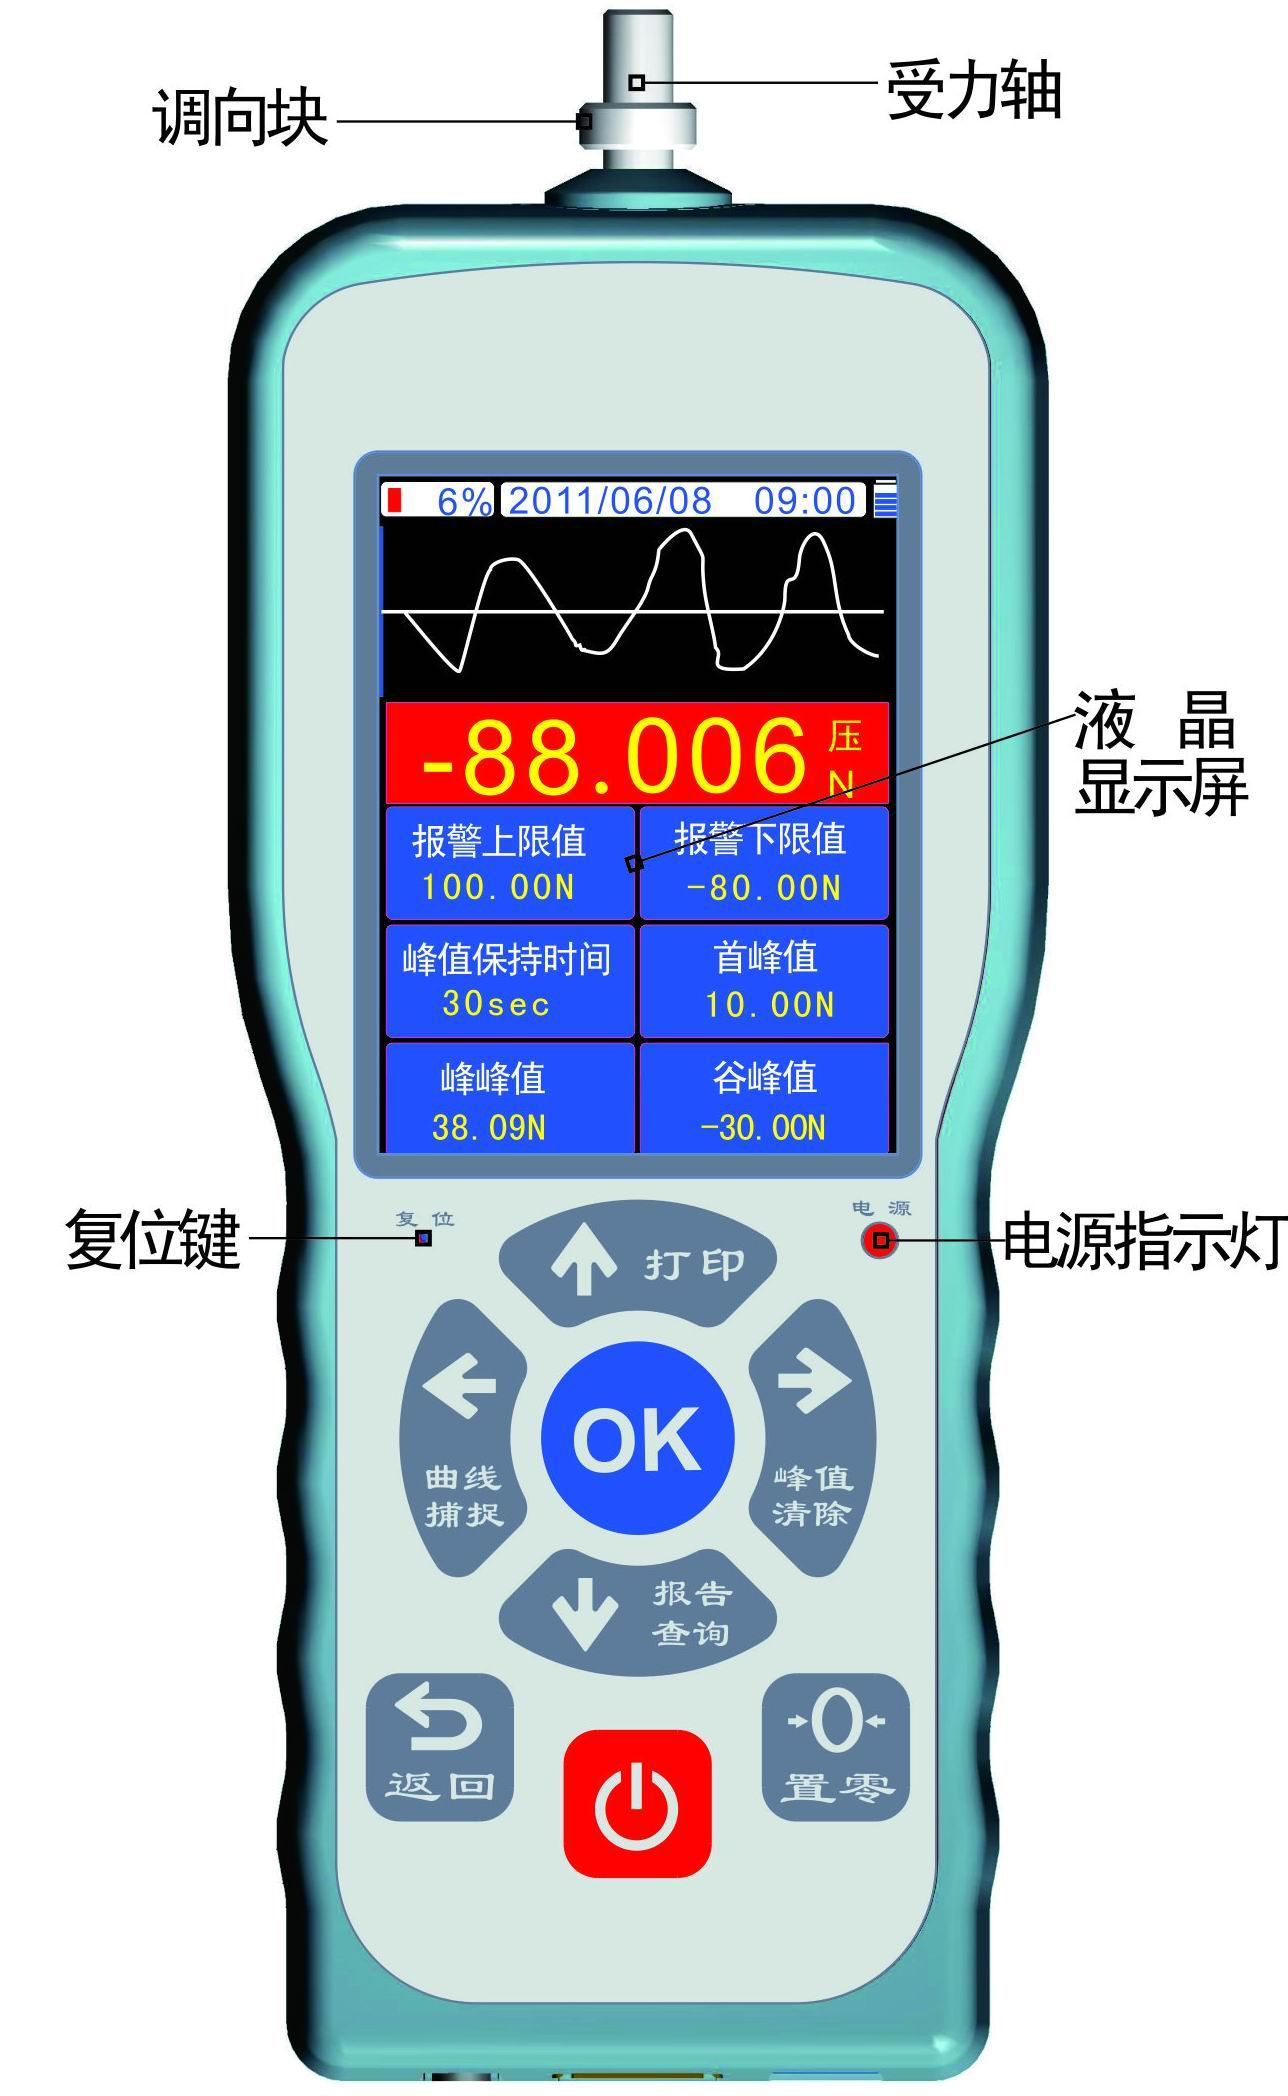 受力轴
调向块
6% 2011/06/08 09:00
-88.006 压
N
液 晶
显示屏
报警上限值 报警下限值
100.00N -80.00N
峰值保持时间 首峰值
30sec 10.00N
峰峰值 谷峰值
38.09N -30.00N
复位键 复 位 电 源 电源指示灯
打印
OK
曲线
捕捉
峰值
清除
报告
查询
返回 置零